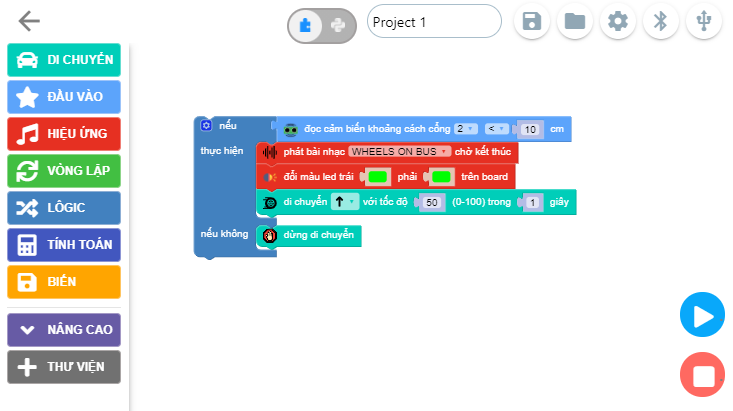 Project 1
DI CHUYỂN
ĐẦU VÀO
HIỆU ỨNG
VÒNG LẶP
LÔGIC
TÍNH TOÁN
BIẾN
NÂNG CAO
THƯ VIỆN
nếu đọc cảm biến khoảng cách cổng 2 < 10 cm
thực hiện phát bài nhạc WHEELS ON BUS chờ kết thúc
đổi màu led trái phải trên board
di chuyển với tốc độ 50 (0-100) trong 1 giây
nếu không dừng di chuyển